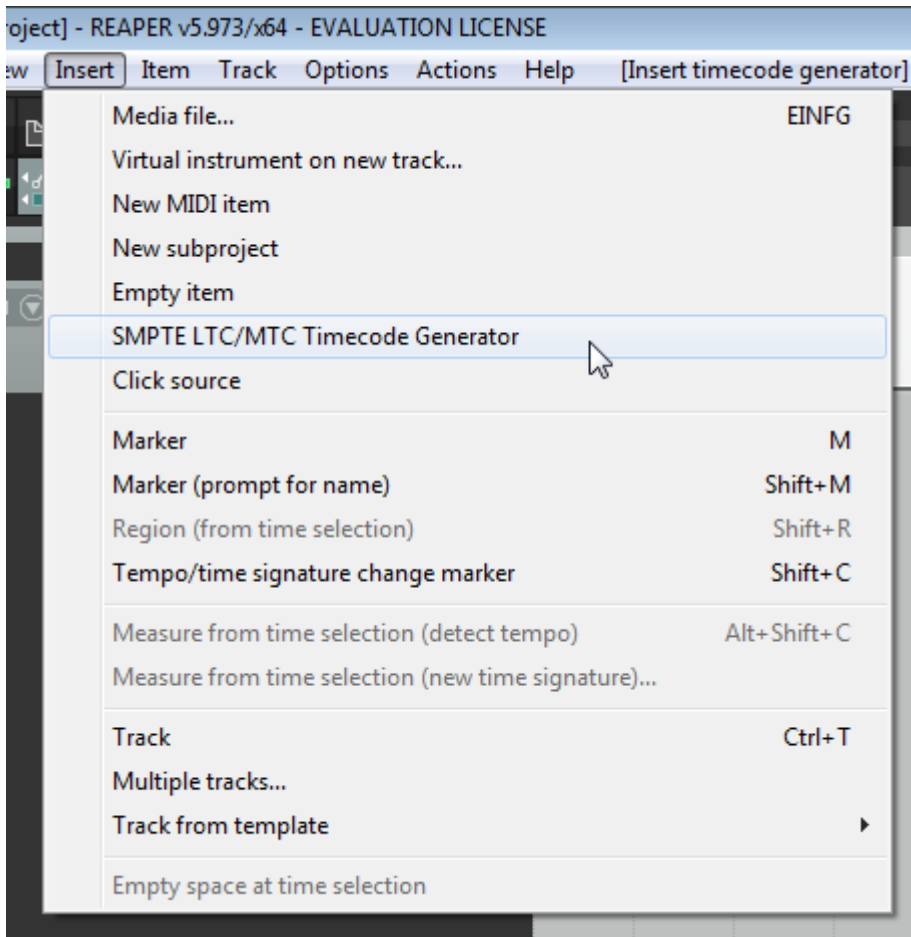 oject] - REAPER v5.973/x64 - EVALUATION LICENSE
ew Insert Item Track Options Actions Help [Insert timecode generator]
Media file... EINFG
Virtual instrument on new track...
New MIDI item
New subproject
Empty item
SMPTE LTC/MTC Timecode Generator
Click source
Marker M
Marker (prompt for name) Shift+M
Region (from time selection) Shift+R
Tempo/time signature change marker Shift+C
Measure from time selection (detect tempo) Alt+Shift+C
Measure from time selection (new time signature)...
Track Ctrl+T
Multiple tracks...
Track from template
Empty space at time selection